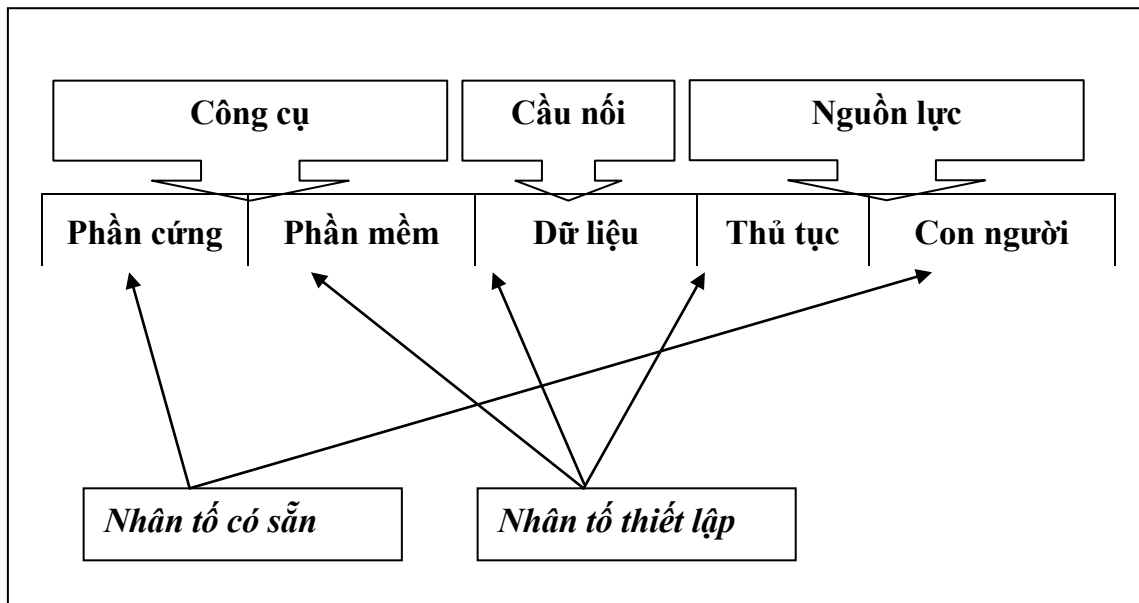 Công cụ Cầu nối Nguồn lực
Phần cứng Phần mềm Dữ liệu Thủ tục Con người
Nhân tố có sẵn Nhân tố thiết lập